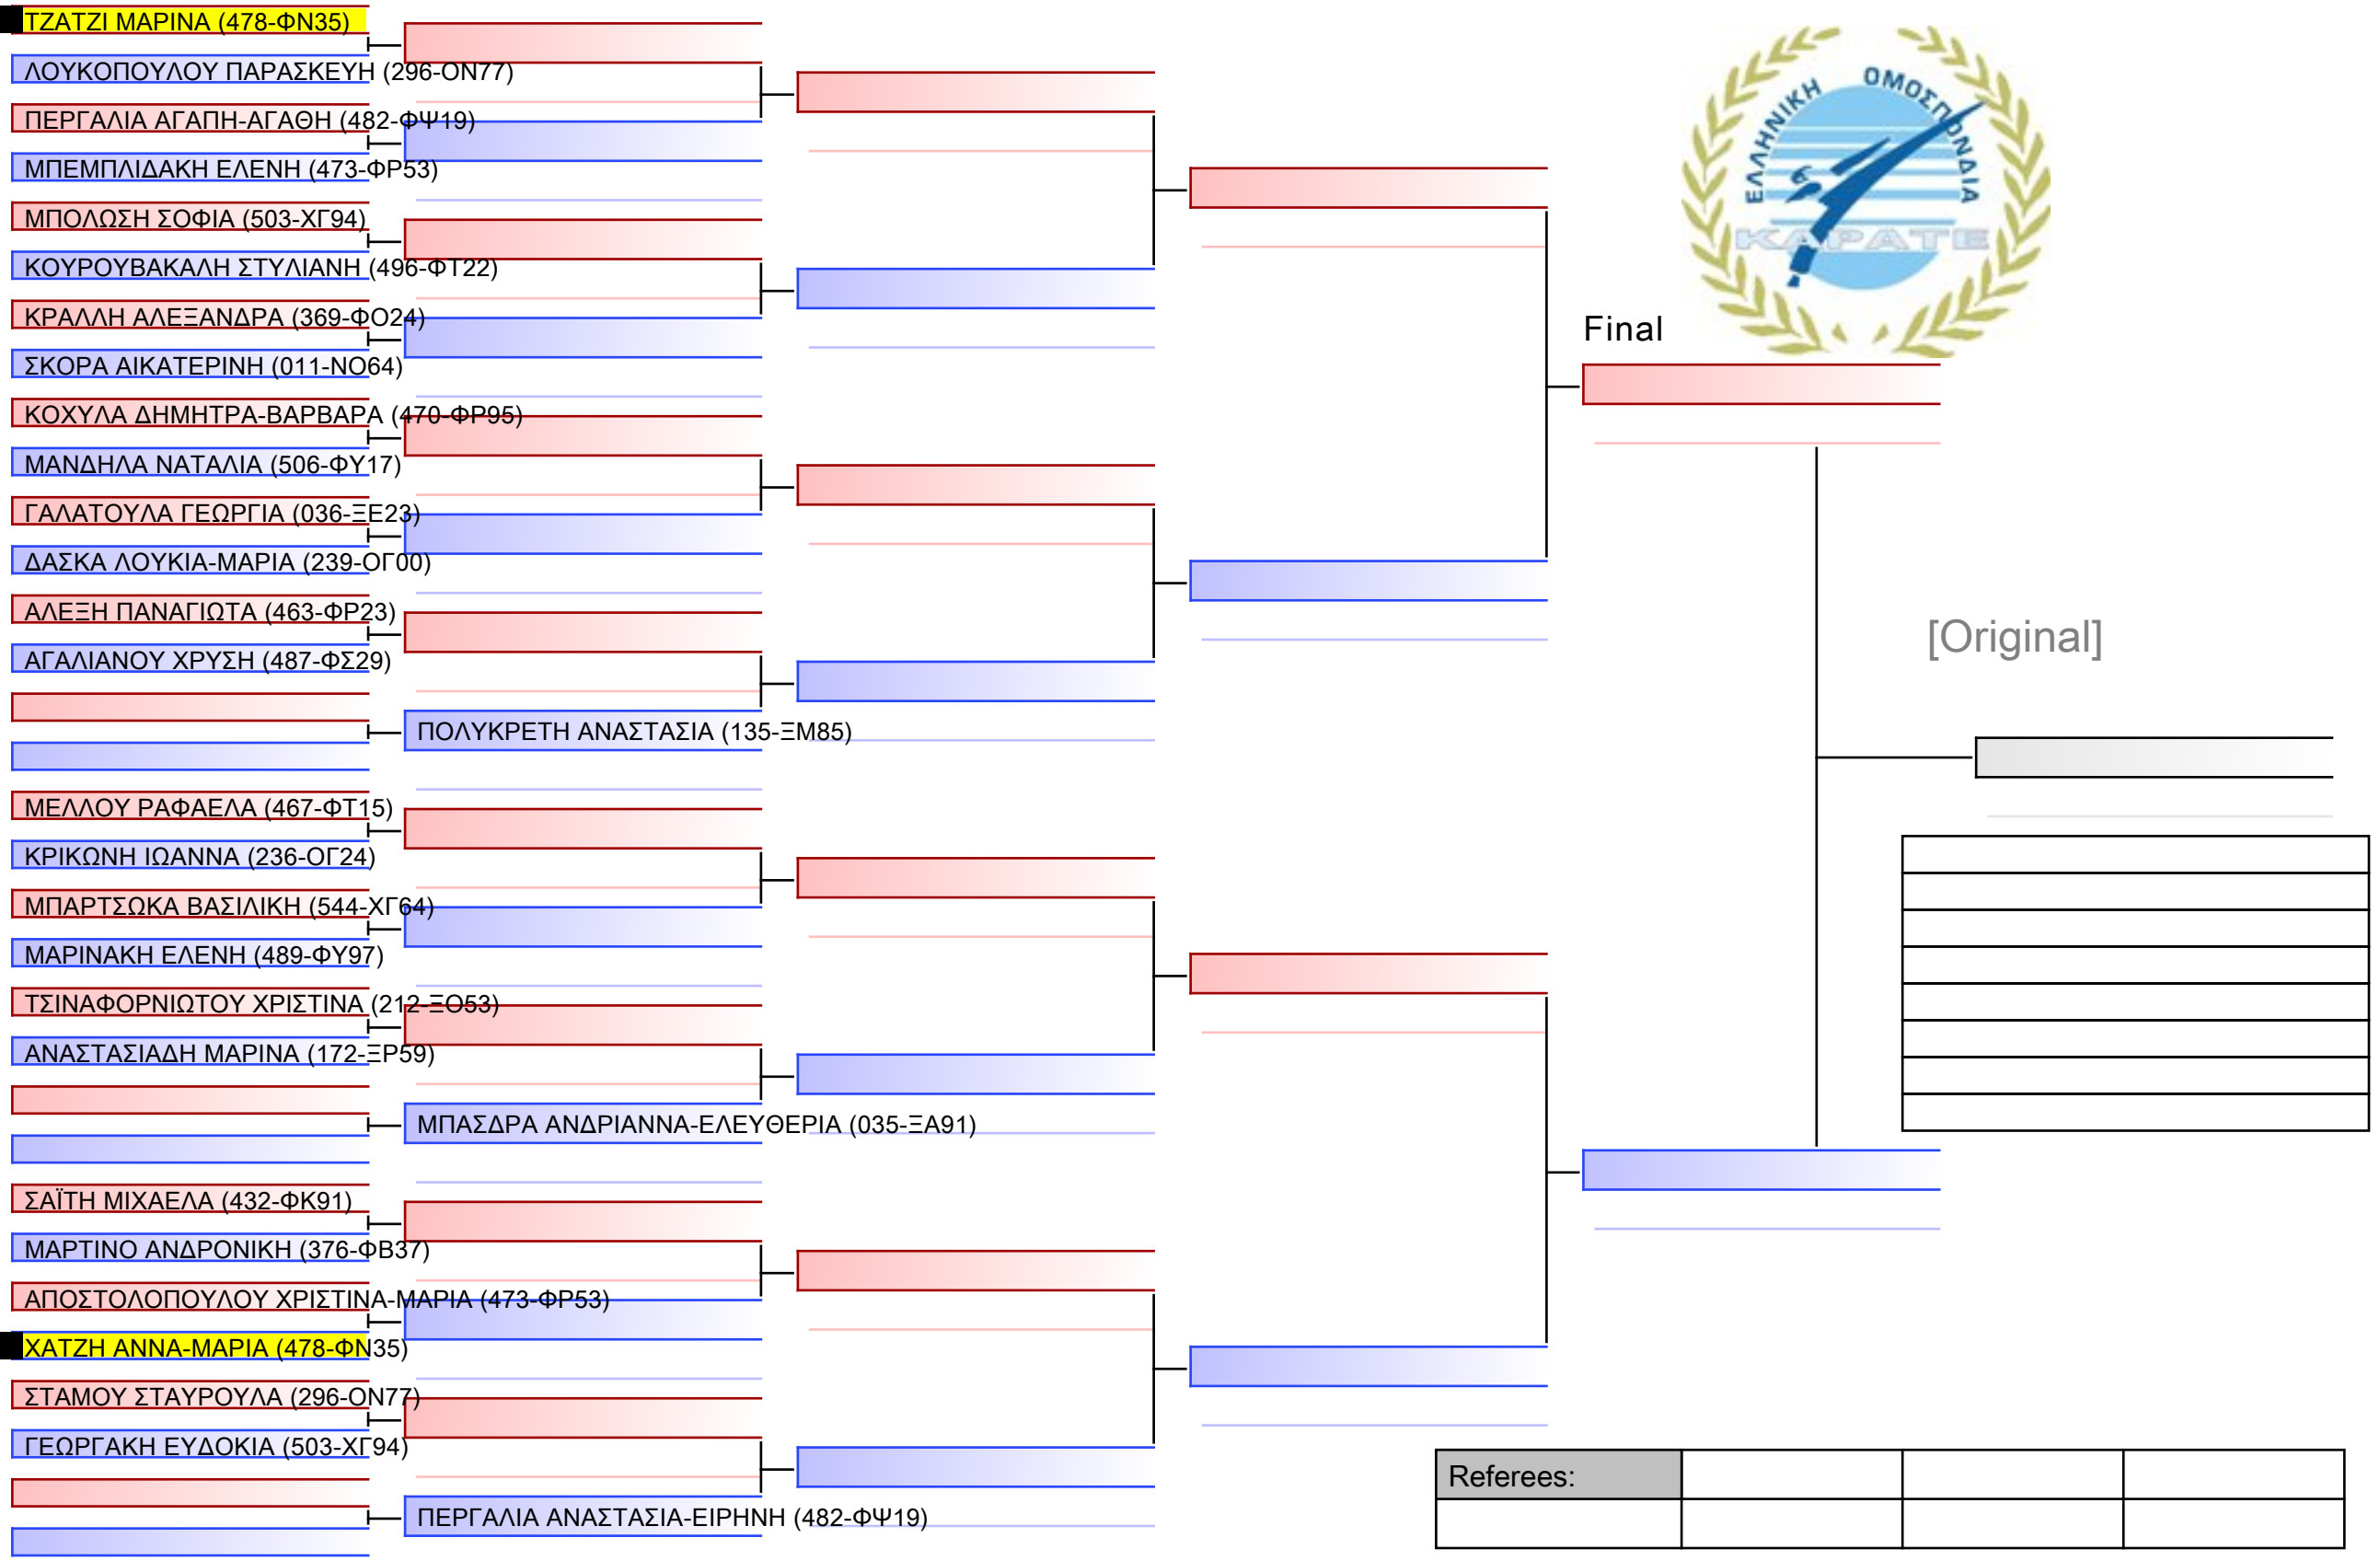 ΤΖΑΤΖΙ ΜΑΡΙΝΑ (478-ΦΝ35)
ΛΟΥΚΟΠΟΥΛΟΥ ΠΑΡΑΣΚΕΥΗ (296-ΟΝ77)
ΠΕΡΓΑΛΙΑ ΑΓΑΠΗ-ΑΓΑΘΗ (482-ΦΨ19)
ΜΠΕΜΠΛΙΔΑΚΗ ΕΛΕΝΗ (473-ΦΡ53)
ΜΠΟΛΩΣΗ ΣΟΦΙΑ (503-ΧΓ94)
ΚΟΥΡΟΥΒΑΚΑΛΗ ΣΤΥΛΙΑΝΗ (496-ΦΤ22)
ΚΡΑΛΛΗ ΑΛΕΞΑΝΔΡΑ (369-ΦΟ24)
ΣΚΟΡΑ ΑΙΚΑΤΕΡΙΝΗ (011-ΝΟ64)
ΚΟΧΥΛΑ ΔΗΜΗΤΡΑ-ΒΑΡΒΑΡΑ (470-ΦΡ95)
ΜΑΝΔΗΛΑ ΝΑΤΑΛΙΑ (506-ΦΥ17)
ΓΑΛΑΤΟΥΛΑ ΓΕΩΡΓΙΑ (036-ΞΕ23)
ΔΑΣΚΑ ΛΟΥΚΙΑ-ΜΑΡΙΑ (239-ΟΓ00)
ΑΛΕΞΗ ΠΑΝΑΓΙΩΤΑ (463-ΦΡ23)
ΑΓΑΛΙΑΝΟΥ ΧΡΥΣΗ (487-ΦΣ29)
ΠΟΛΥΚΡΕΤΗ ΑΝΑΣΤΑΣΙΑ (135-ΞΜ85)
ΜΕΛΛΟΥ ΡΑΦΑΕΛΑ (467-ΦΤ15)
ΚΡΙΚΩΝΗ ΙΩΑΝΝΑ (236-ΟΓ24)
ΜΠΑΡΤΣΩΚΑ ΒΑΣΙΛΙΚΗ (544-ΧΓ64)
ΜΑΡΙΝΑΚΗ ΕΛΕΝΗ (489-ΦΥ97)
ΤΣΙΝΑΦΟΡΝΙΩΤΟΥ ΧΡΙΣΤΙΝΑ (212-ΞΟ53)
ΑΝΑΣΤΑΣΙΑΔΗ ΜΑΡΙΝΑ (172-ΞΡ59)
ΜΠΑΣΔΡΑ ΑΝΔΡΙΑΝΝΑ-ΕΛΕΥΘΕΡΙΑ (035-ΞΑ91)
ΣΑΪΤΗ ΜΙΧΑΕΛΑ (432-ΦΚ91)
ΜΑΡΤΙΝΟ ΑΝΔΡΟΝΙΚΗ (376-ΦΒ37)
ΑΠΟΣΤΟΛΟΠΟΥΛΟΥ ΧΡΙΣΤΙΝΑ-ΜΑΡΙΑ (473-ΦΡ53)
ΧΑΤΖΗ ΑΝΝΑ-ΜΑΡΙΑ (478-ΦΝ35)
ΣΤΑΜΟΥ ΣΤΑΥΡΟΥΛΑ (296-ΟΝ77)
ΓΕΩΡΓΑΚΗ ΕΥΔΟΚΙΑ (503-ΧΓ94)
ΠΕΡΓΑΛΙΑ ΑΝΑΣΤΑΣΙΑ-ΕΙΡΗΝΗ (482-ΦΨ19)
ΕΛΛΗΝΙΚΗ ΟΜΟΣΠΟΝΔΙΑ
ΚΑΡΑΤΕ
Final
[Original]
Referees: